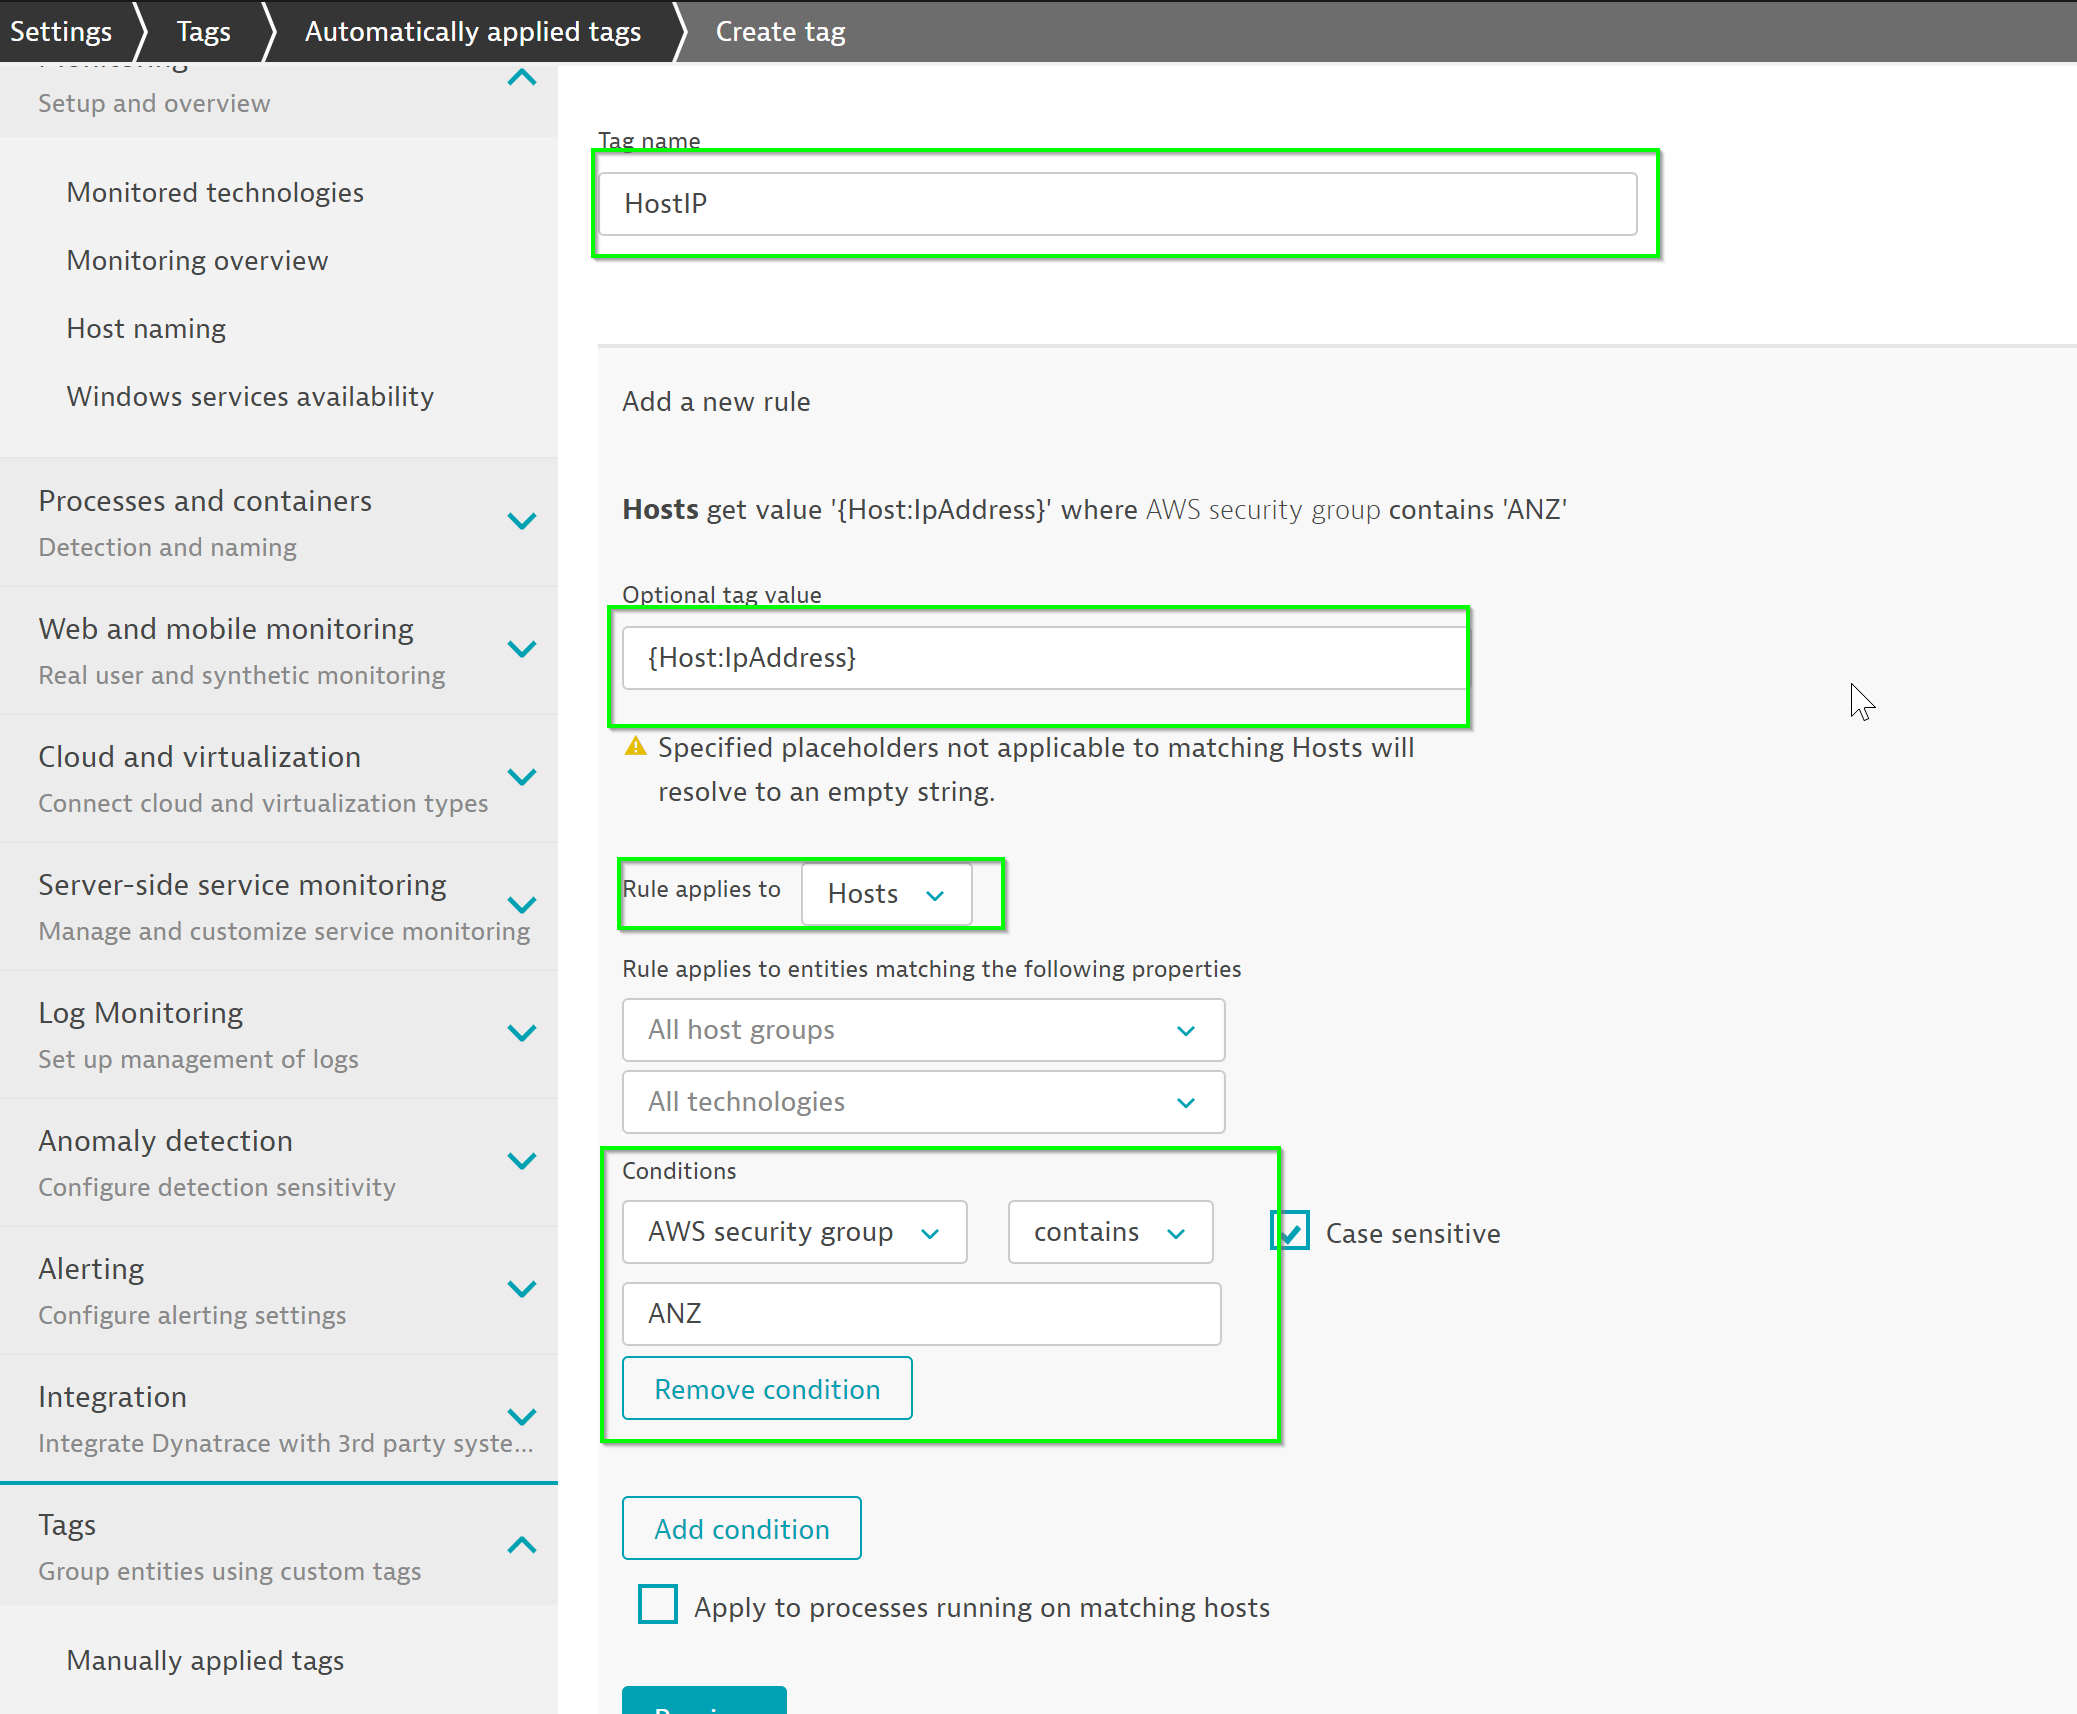 Settings
Tags
Automatically applied tags
Create tag
Setup and overview
Monitored technologies
Monitoring overview
Host naming
Windows services availability
Processes and containers
Detection and naming
Web and mobile monitoring
Real user and synthetic monitoring
Cloud and virtualization
Connect cloud and virtualization types
Server-side service monitoring
Manage and customize service monitoring
Log Monitoring
Set up management of logs
Anomaly detection
Configure detection sensitivity
Alerting
Configure alerting settings
Integration
Integrate Dynatrace with 3rd party syste...
Tags
Group entities using custom tags
Manually applied tags
Tag name
HostIP
Add a new rule
Hosts get value '{Host:IpAddress}' where AWS security group contains 'ANZ'
Optional tag value
{Host:IpAddress}
Specified placeholders not applicable to matching Hosts will
resolve to an empty string.
Rule applies to Hosts
Rule applies to entities matching the following properties
All host groups
All technologies
Conditions
AWS security group contains Case sensitive
ANZ
Remove condition
Add condition
Apply to processes running on matching hosts